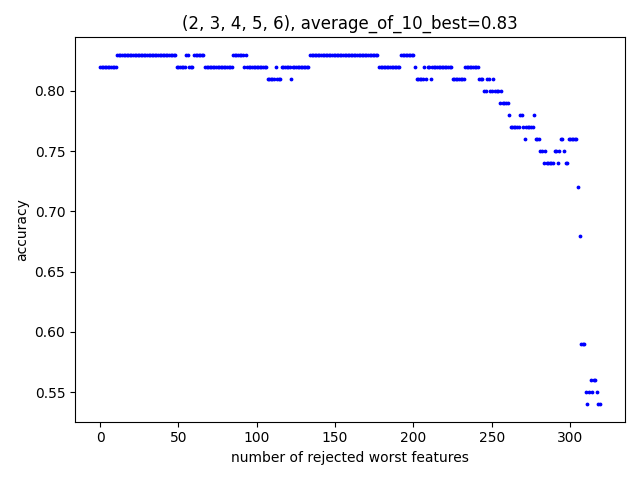 (2, 3, 4, 5, 6), average_of_10_best=0.83
accuracy
0.80
0.75
0.70
0.65
0.60
0.55
0 50 100 150 200 250 300
number of rejected worst features